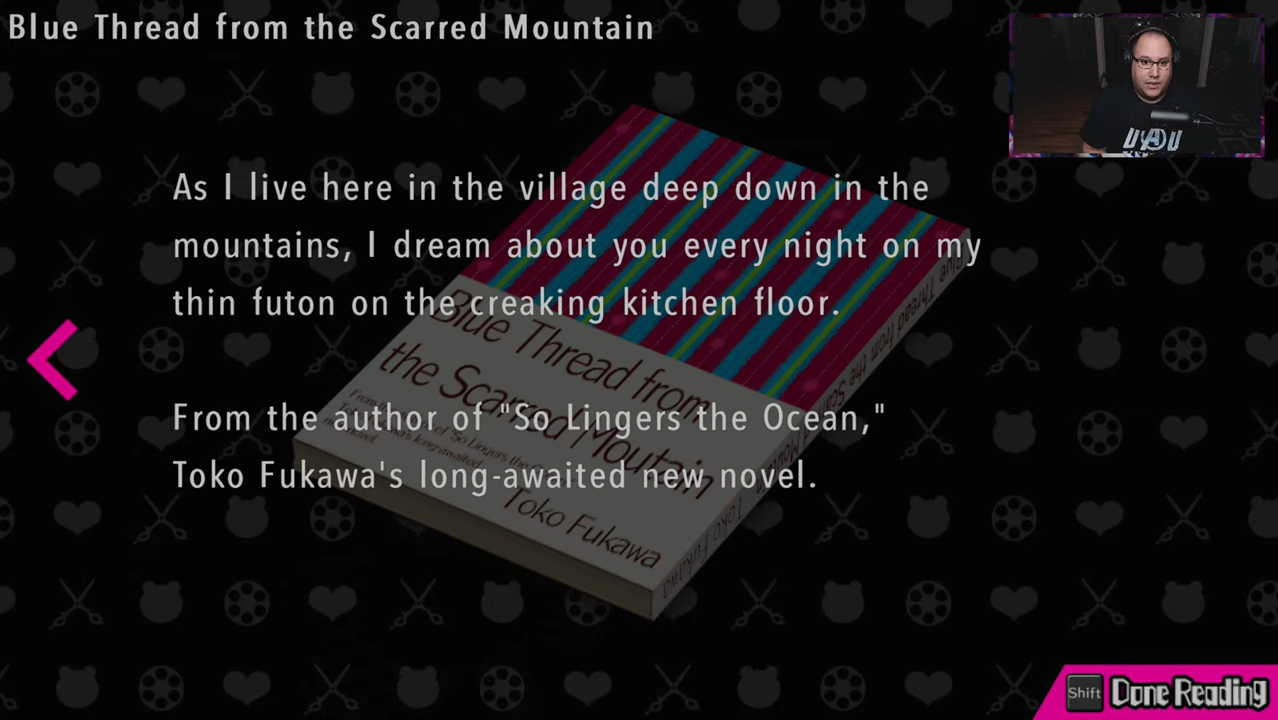 Blue Thread from the Scarred Mountain
As I live here in the village deep down in the
mountains, I dream about you every night on my
thin futon on the creaking kitchen floor.
From the author of "So Lingers the Ocean,"
Toko Fukawa's long-awaited new novel.
Blue Thread from
the Scarred Moutain
Toko Fukawa
Shift Done Reading